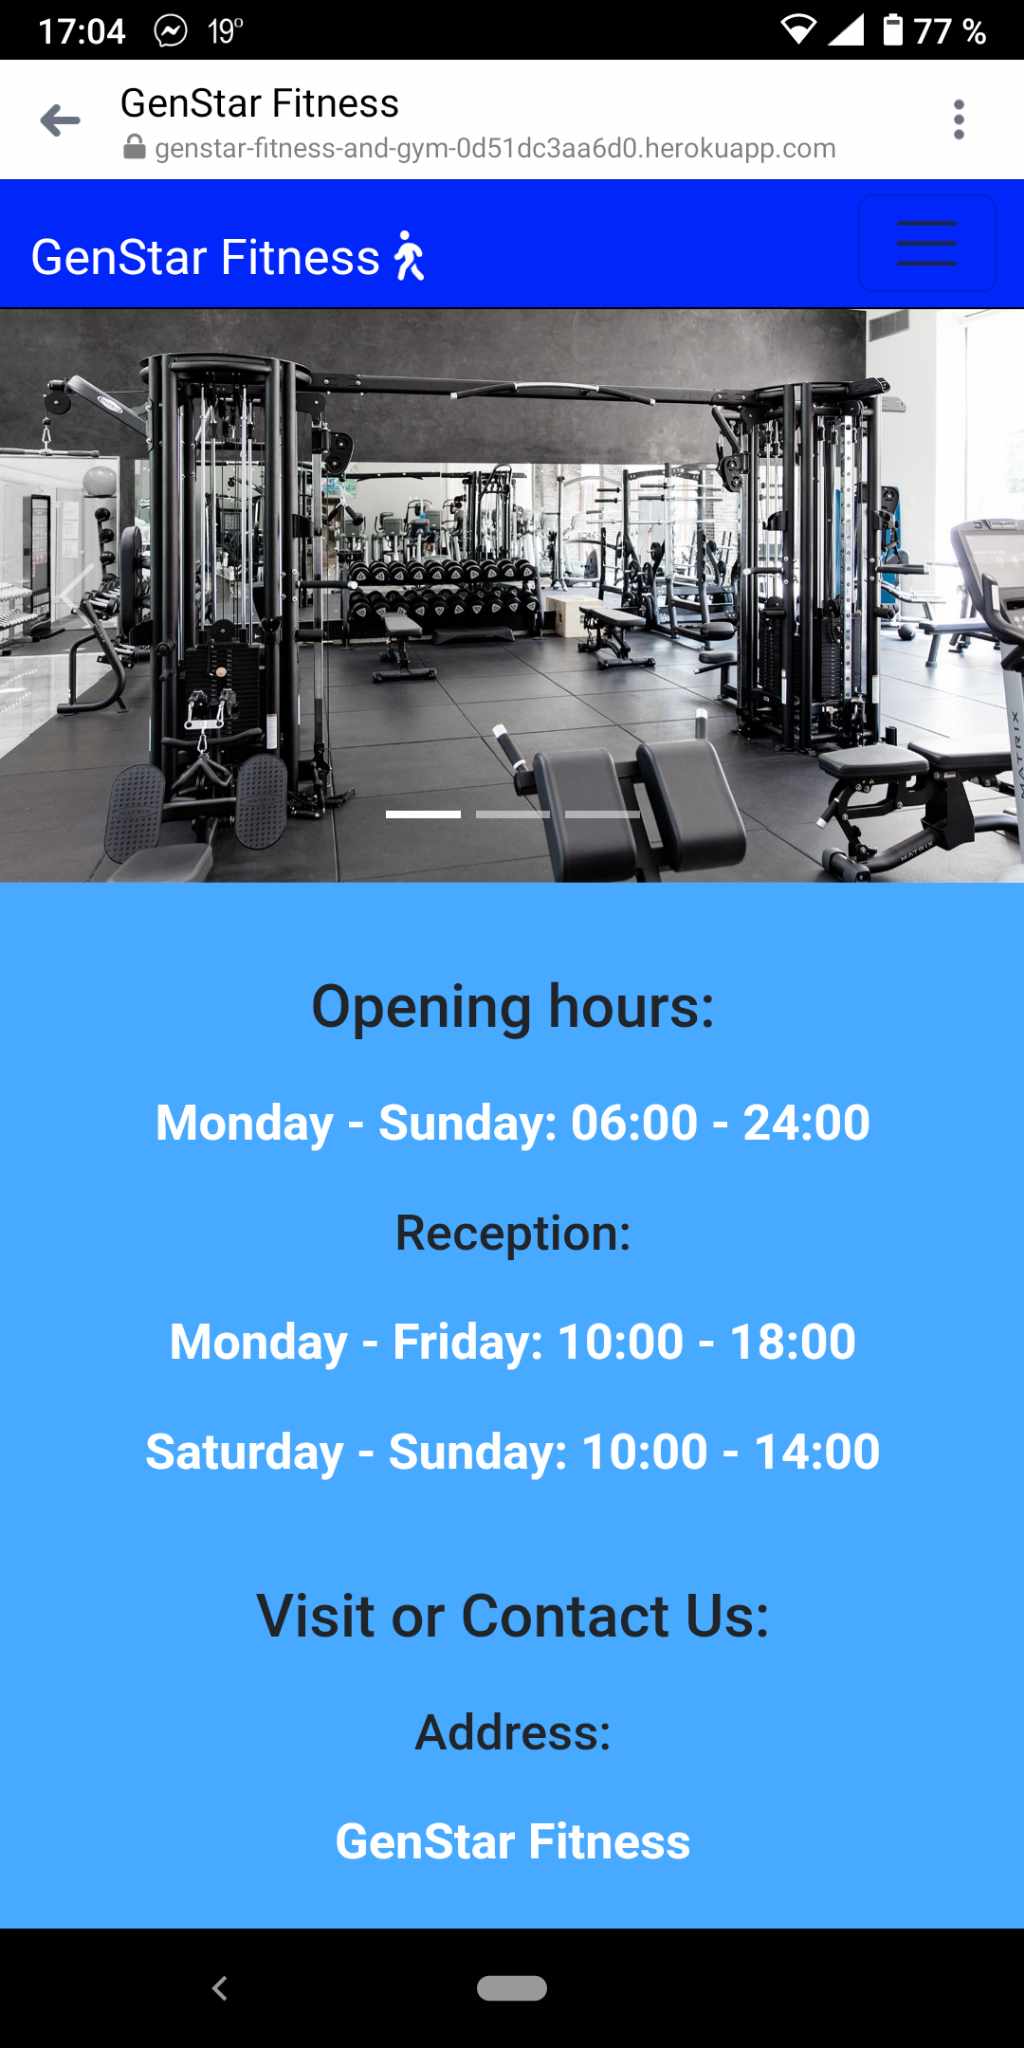 17:04 19° 77 %
GenStar Fitness
genstar-fitness-and-gym-0d51dc3aa6d0.herokuapp.com
GenStar Fitness
MATRIX
MATRIX
Opening hours:
Monday - Sunday: 06:00 - 24:00
Reception:
Monday - Friday: 10:00 - 18:00
Saturday - Sunday: 10:00 - 14:00
Visit or Contact Us:
Address:
GenStar Fitness